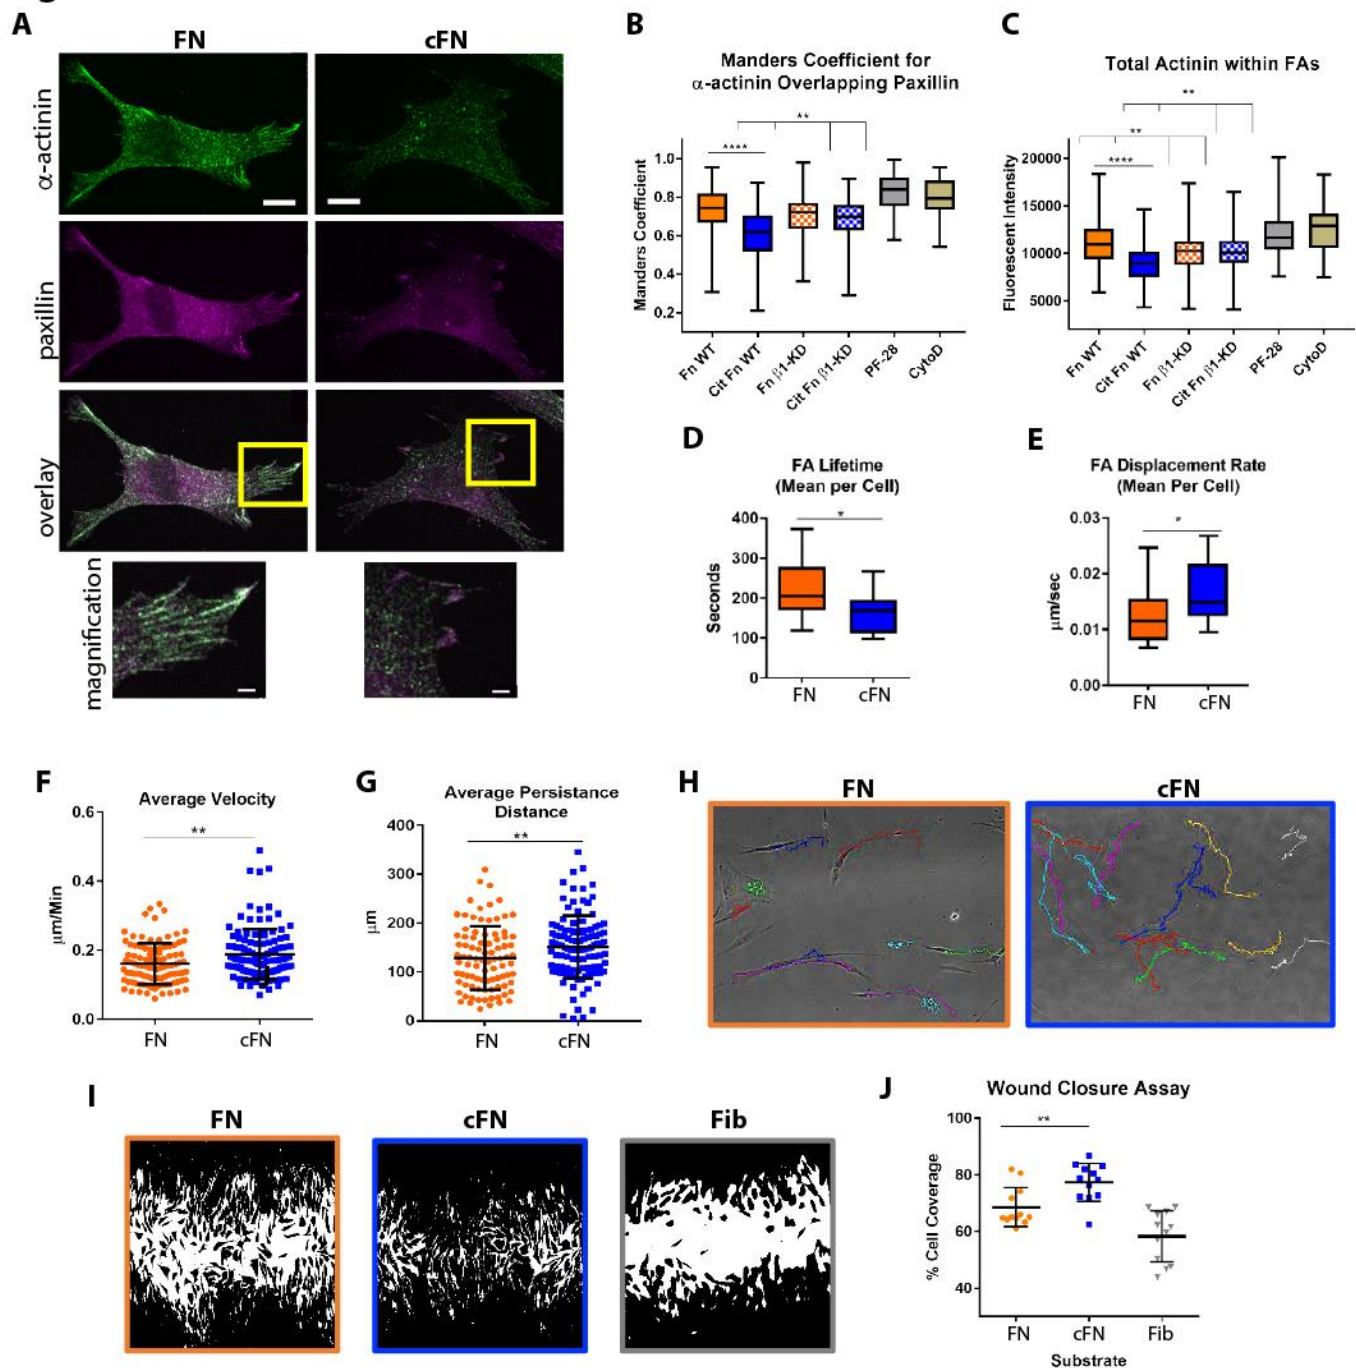 A
FN
cFN
α-actinin
paxillin
overlay
magnification
B
Manders Coefficient for
α-actinin Overlapping Paxillin
**
****
Manders Coefficient
1.0
0.8
0.6
0.4
0.2
Fn WT
Cit Fn WT
Fn β1-KD
Cit Fn β1-KD
PF-28
CytoD
C
Total Actinin within FAs
**
**
****
Fluorescent Intensity
20000
15000
10000
5000
Fn WT
Cit Fn WT
Fn β1-KD
Cit Fn β1-KD
PF-28
CytoD
D
FA Lifetime
(Mean per Cell)
*
Seconds
400
300
200
100
0
FN
cFN
E
FA Displacement Rate
(Mean Per Cell)
*
μm/sec
0.03
0.02
0.01
0.00
FN
cFN
F
Average Velocity
**
μm/Min
0.6
0.4
0.2
0.0
FN
cFN
G
Average Persistance
Distance
**
μm
400
300
200
100
0
FN
cFN
H
FN
cFN
I
FN
cFN
Fib
J
Wound Closure Assay
**
% Cell Coverage
100
80
60
40
FN
cFN
Fib
Substrate